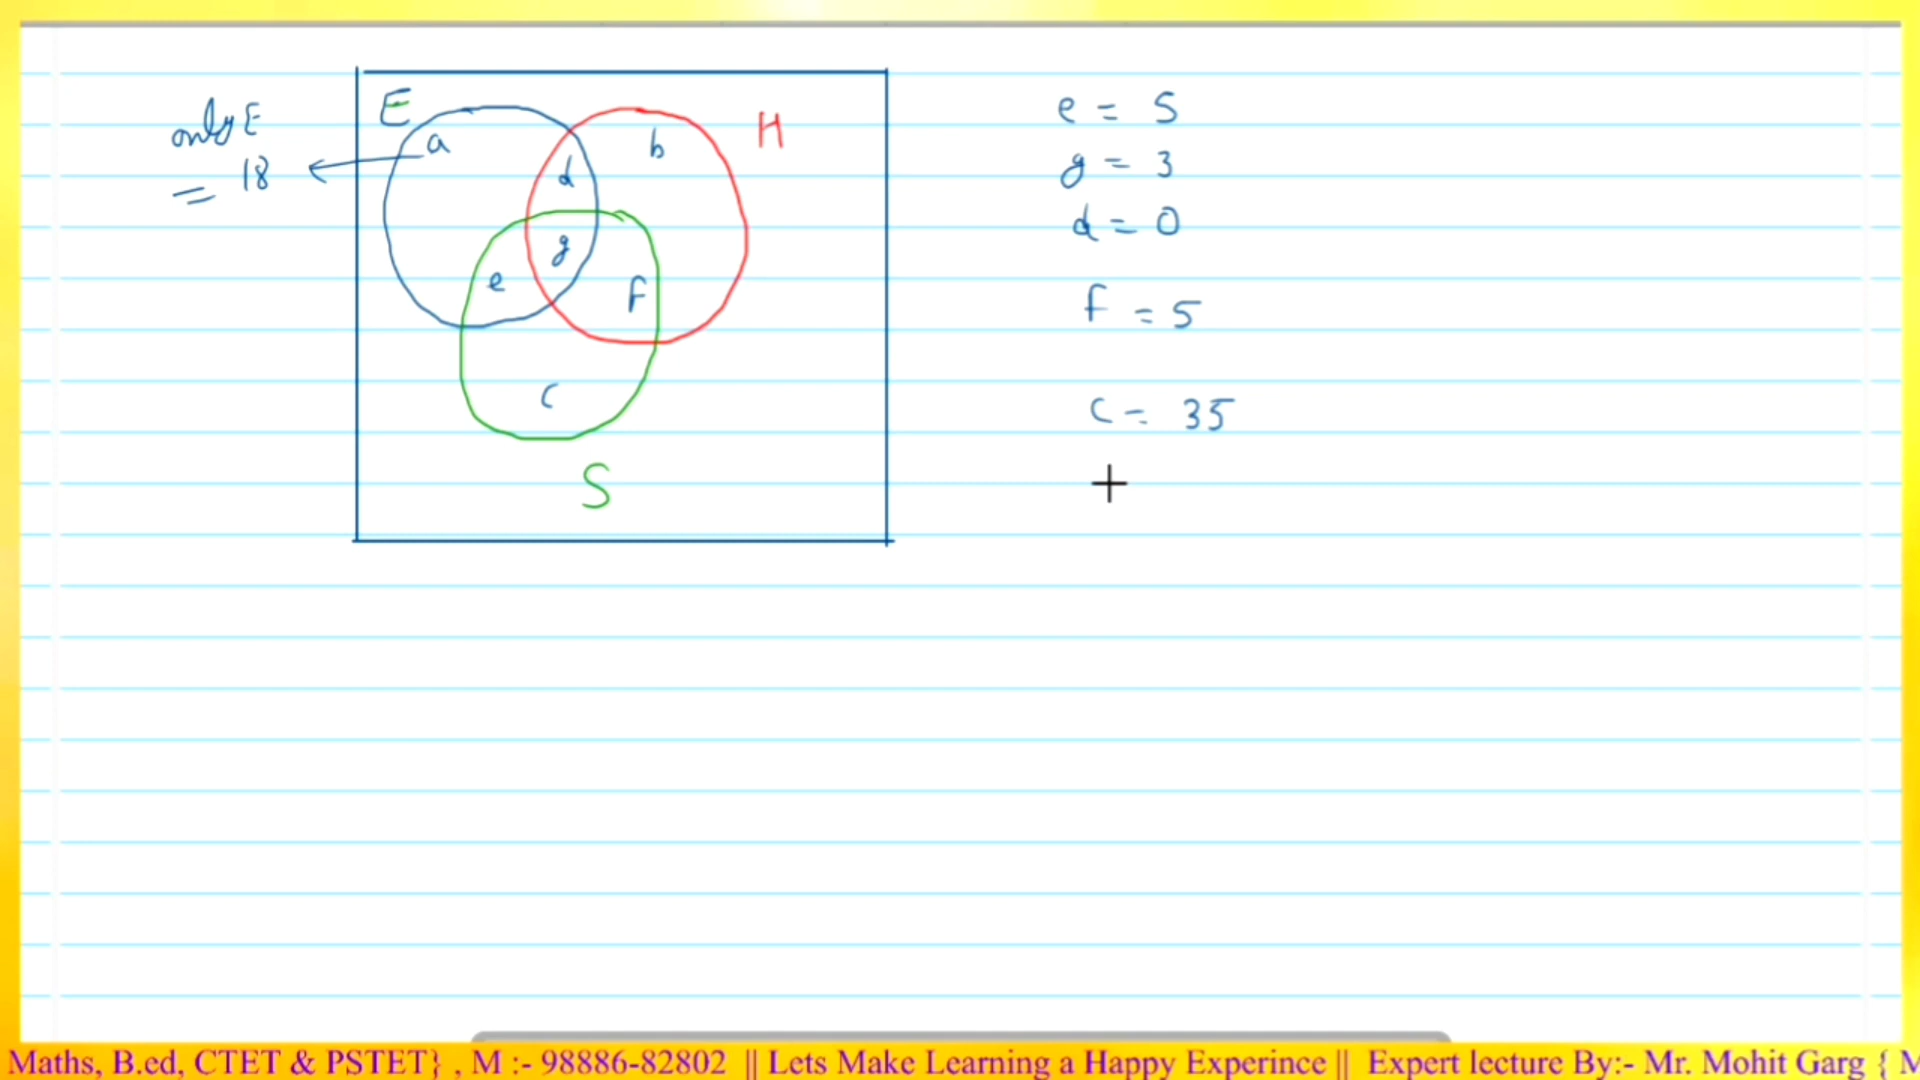 only E
= 18
E
a
d
b
H
g
e
f
c
S
e = 5
g = 3
d = 0
f = 5
c = 35
Maths, B.ed, CTET & PSTET} , M :- 98886-82802 || Lets Make Learning a Happy Experince || Expert lecture By:- Mr. Mohit Garg { M